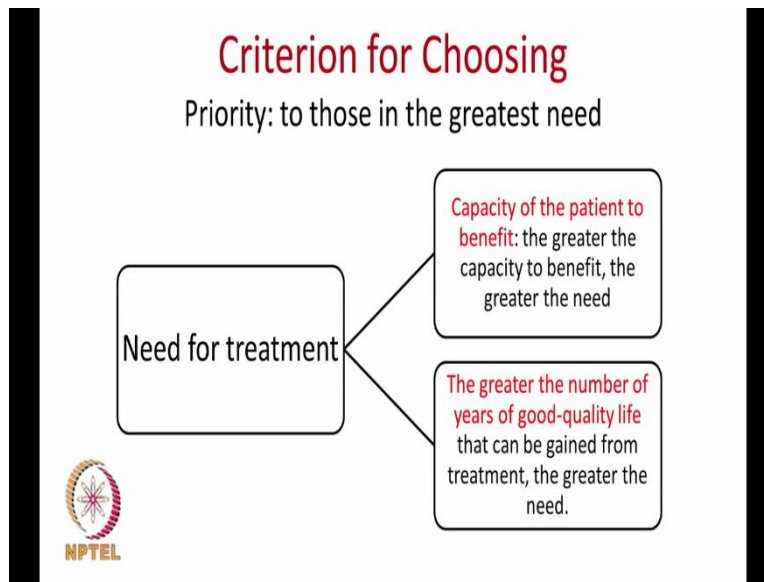 Criterion for Choosing
Priority: to those in the greatest need
Need for treatment
Capacity of the patient to
benefit: the greater the
capacity to benefit, the
greater the need
The greater the number of
years of good-quality life
that can be gained from
treatment, the greater the
need.
NPTEL